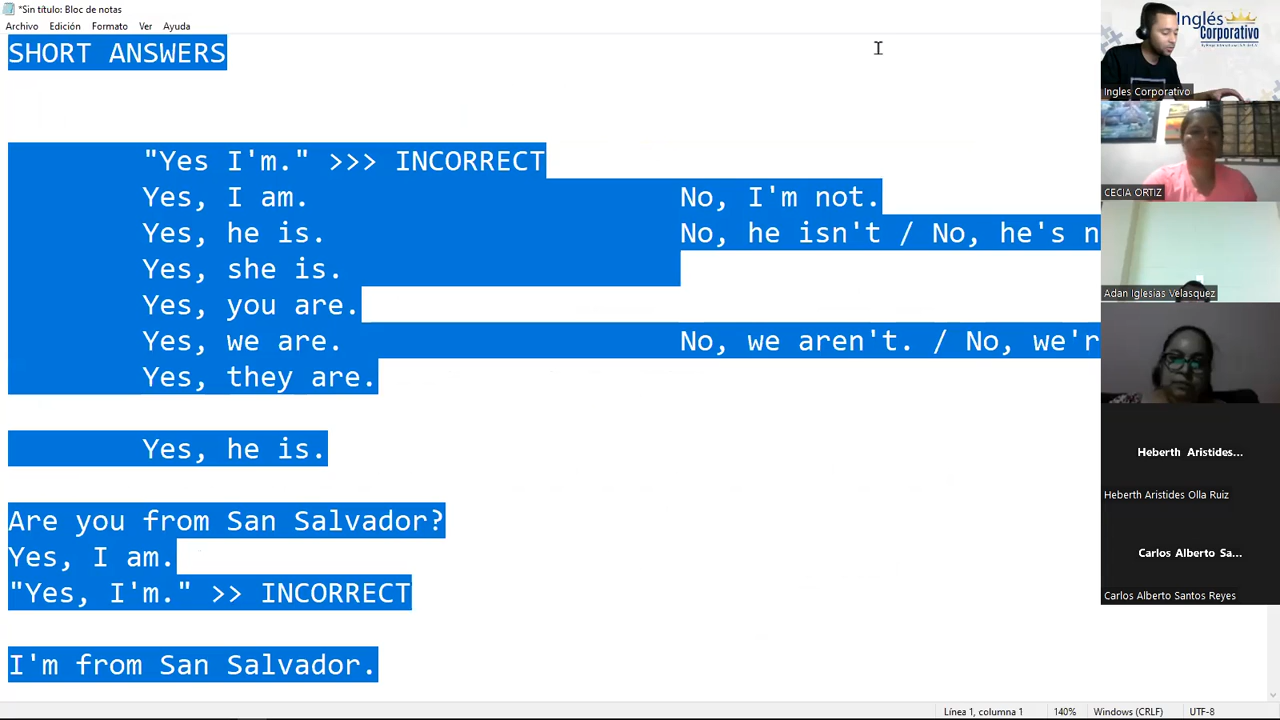 *Sin título: Bloc de notas
Archivo Edición Formato Ver Ayuda
SHORT ANSWERS
"Yes I'm." >>> INCORRECT
Yes, I am. No, I'm not.
Yes, he is. No, he isn't / No, he's n
Yes, she is.
Yes, you are.
Yes, we are. No, we aren't. / No, we'r
Yes, they are.
Yes, he is.
Are you from San Salvador?
Yes, I am.
"Yes, I'm." >> INCORRECT
I'm from San Salvador.
Inglés
Corporativo
Ingles Corporativo
CECIA ORTIZ
Adan Iglesias Velasquez
Heberth Aristides...
Heberth Aristides Olla Ruiz
Carlos Alberto Sa...
Carlos Alberto Santos Reyes
Línea 1, columna 1 140% Windows (CRLF) UTF-8